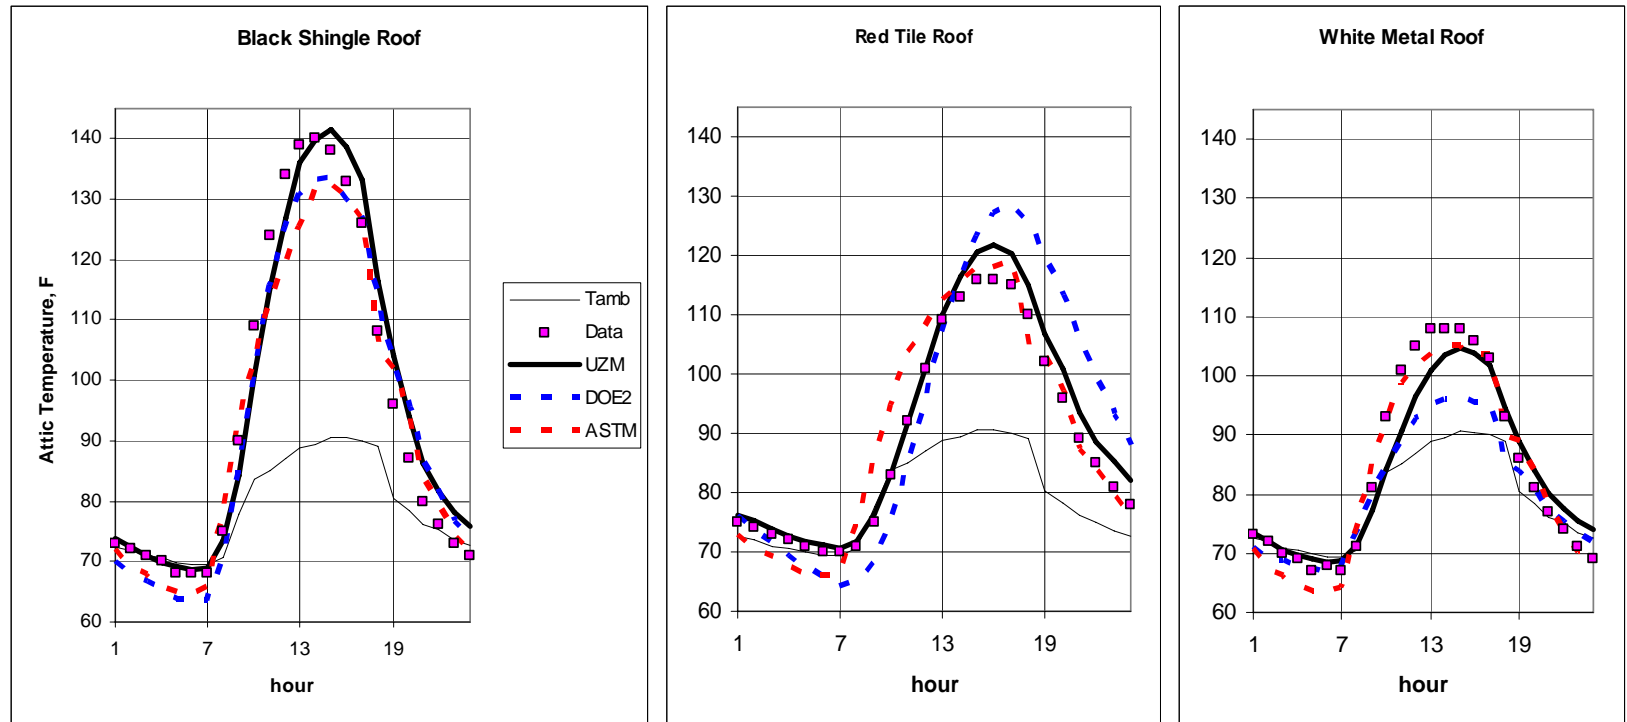 Black Shingle Roof
Attic Temperature, F
140
130
120
110
100
90
80
70
60
1 7 13 19
hour
Tamb
Data
UZM
DOE2
ASTM
Red Tile Roof
140
130
120
110
100
90
80
70
60
1 7 13 19
hour
White Metal Roof
140
130
120
110
100
90
80
70
60
1 7 13 19
hour